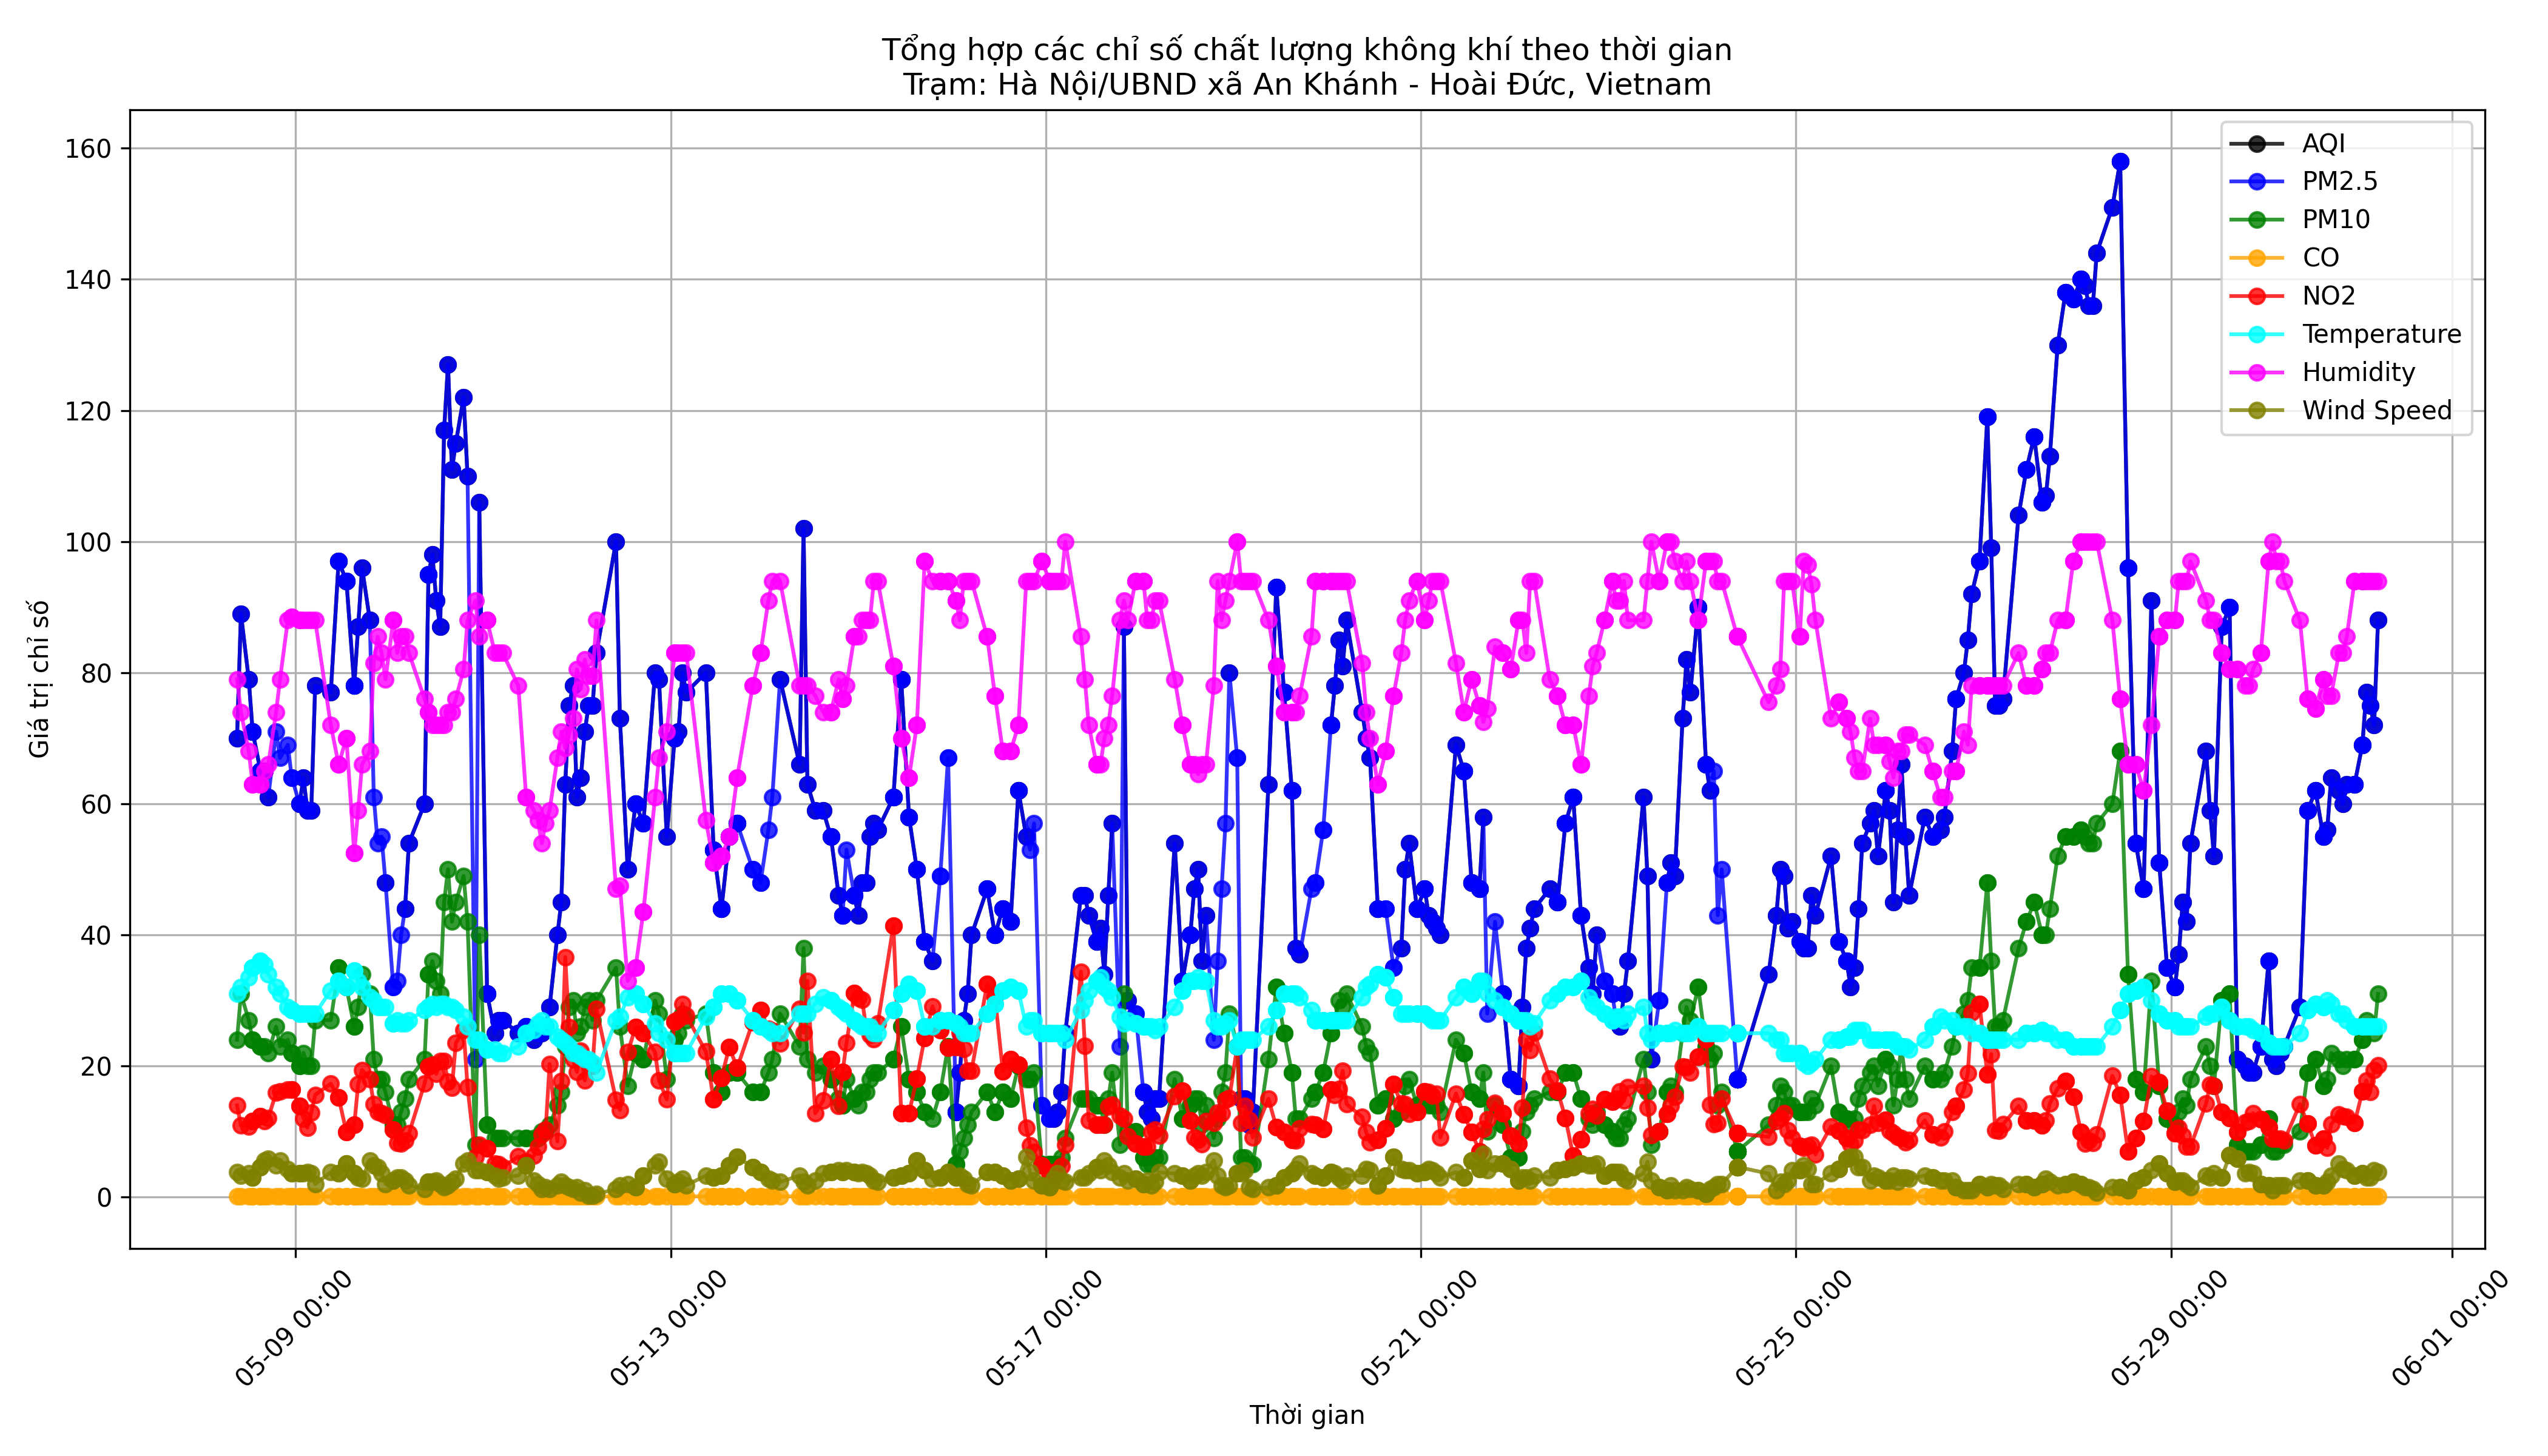 Tổng hợp các chỉ số chất lượng không khí theo thời gian
Trạm: Hà Nội/UBND xã An Khánh - Hoài Đức, Vietnam
Giá trị chỉ số
160
140
120
100
80
60
40
20
0
AQI
PM2.5
PM10
CO
NO2
Temperature
Humidity
Wind Speed
05-09 00:00
05-13 00:00
05-17 00:00
05-21 00:00
05-25 00:00
05-29 00:00
06-01 00:00
Thời gian